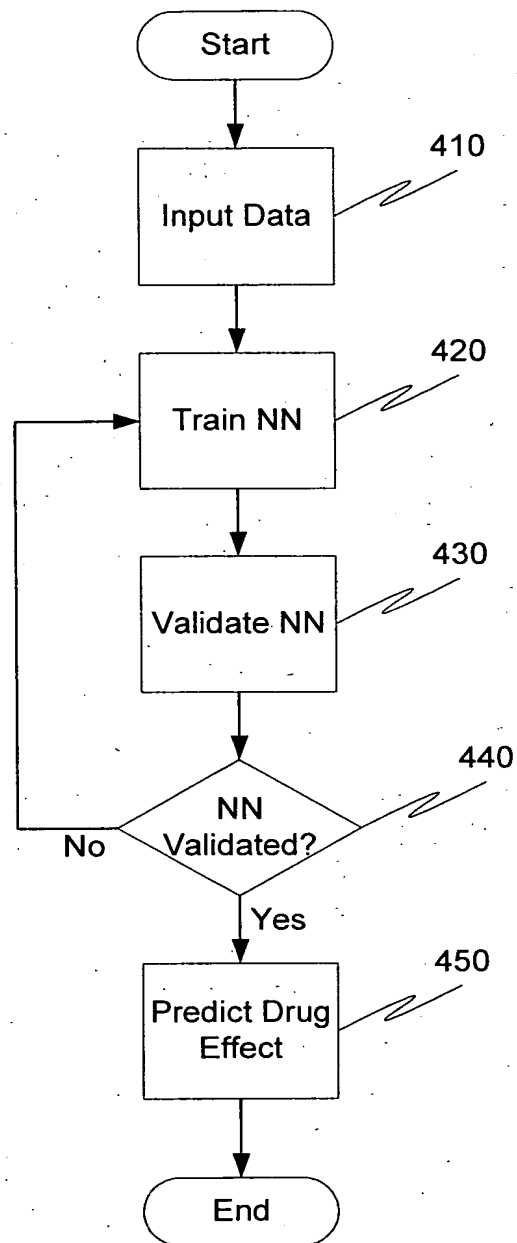 Start
410
Input Data
420
Train NN
430
Validate NN
440
NN
Validated?
No
Yes
450
Predict Drug
Effect
End